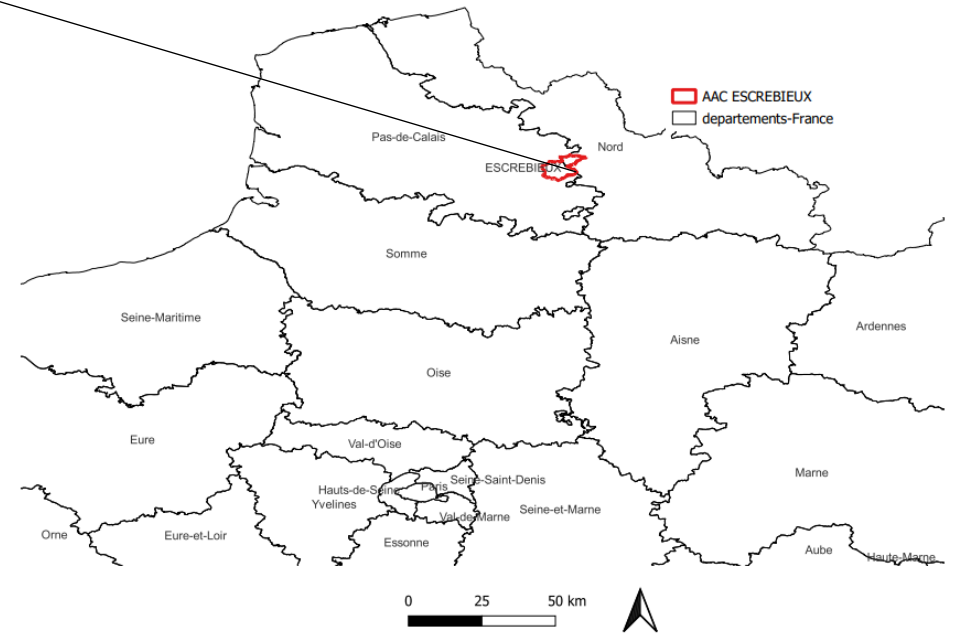 AAC ESCREBIEUX
departements-France
Pas-de-Calais
Nord
ESCREBIEUX
Somme
Seine-Maritime
Ardennes
Aisne
Oise
Eure
Val-d'Oise
Marne
Seine-Saint-Denis
Paris
Hauts-de-Seine
Yvelines
Val-de-Marne
Seine-et-Marne
Orne
Eure-et-Loir
Essonne
Aube
Haute-Marne
0 25 50 km